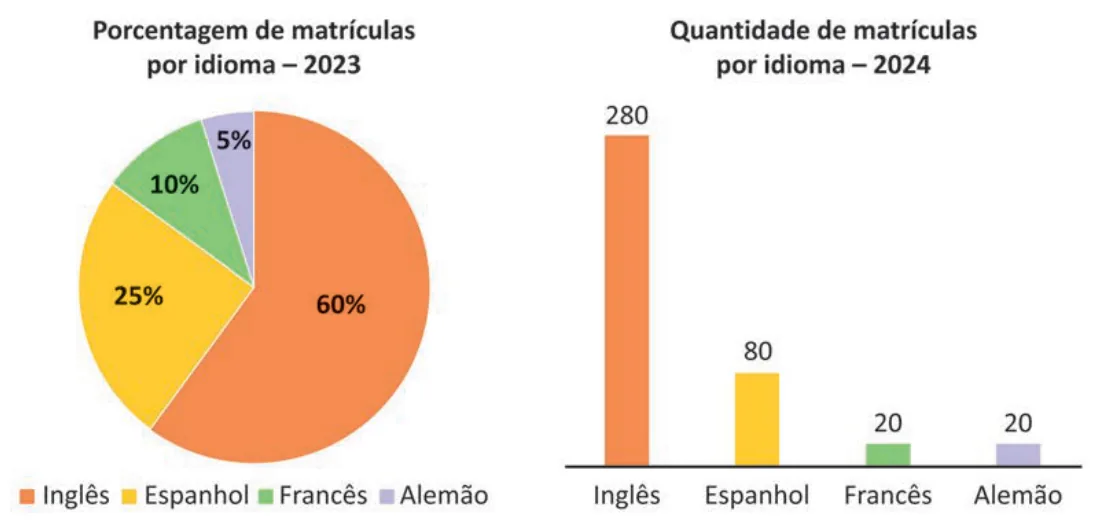 Porcentagem de matrículas
por idioma – 2023
5%
10%
25%
60%
Inglês Espanhol Francês Alemão
Quantidade de matrículas
por idioma – 2024
280
80
20 20
Inglês Espanhol Francês Alemão